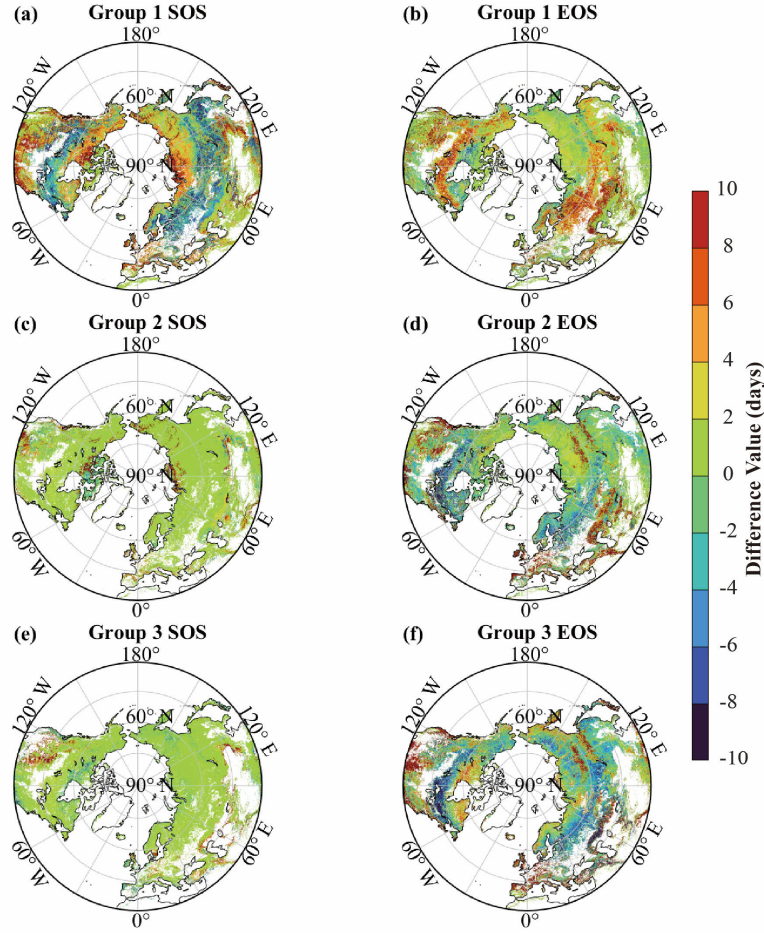 (a) Group 1 SOS
180°
120° W
60° N
120° E
90° N
60° W
60° E
0°
(b) Group 1 EOS
180°
120° W
60° N
120° E
90° N
60° W
60° E
0°
(c) Group 2 SOS
180°
120° W
60° N
120° E
90° N
60° W
60° E
0°
(d) Group 2 EOS
180°
120° W
60° N
120° E
90° N
60° W
60° E
0°
(e) Group 3 SOS
180°
120° W
60° N
120° E
90° N
60° W
60° E
0°
(f) Group 3 EOS
180°
120° W
60° N
120° E
90° N
60° W
60° E
0°
10
8
6
4
2
0
-2
-4
-6
-8
-10
Difference Value (days)